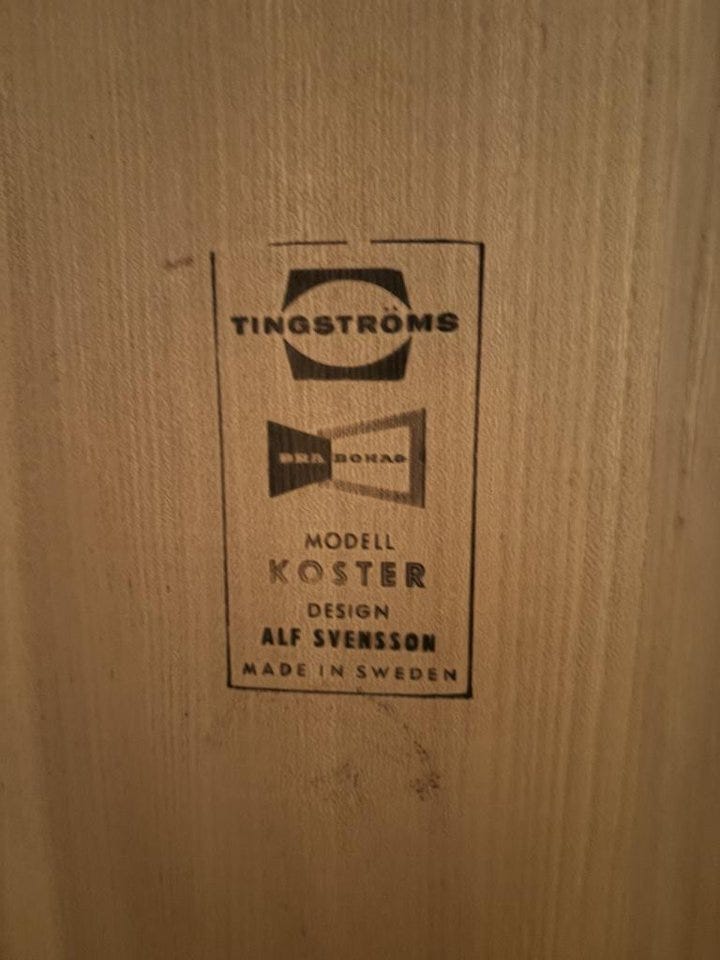 TINGSTRÖMS
BRA BOHAG
MODELL
KOSTER
DESIGN
ALF SVENSSON
MADE IN SWEDEN